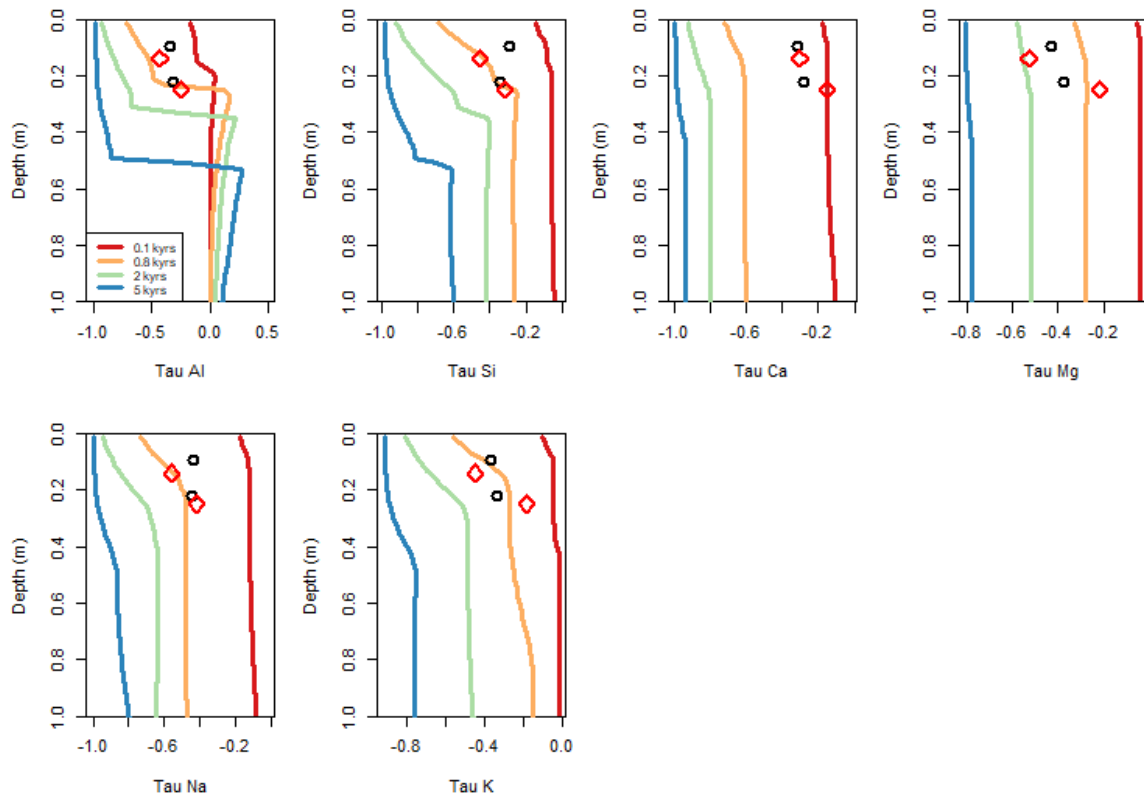 Depth (m)
0.0
0.2
0.4
0.6
0.8
1.0
0.1 kyrs
0.8 kyrs
2 kyrs
5 kyrs
-1.0 -0.5 0.0 0.5
Tau Al
Depth (m)
0.0
0.2
0.4
0.6
0.8
1.0
-1.0 -0.6 -0.2
Tau Si
Depth (m)
0.0
0.2
0.4
0.6
0.8
1.0
-1.0 -0.6 -0.2
Tau Ca
Depth (m)
0.0
0.2
0.4
0.6
0.8
1.0
-0.8 -0.6 -0.4 -0.2
Tau Mg
Depth (m)
0.0
0.2
0.4
0.6
0.8
1.0
-1.0 -0.6 -0.2
Tau Na
Depth (m)
0.0
0.2
0.4
0.6
0.8
1.0
-0.8 -0.4 0.0
Tau K